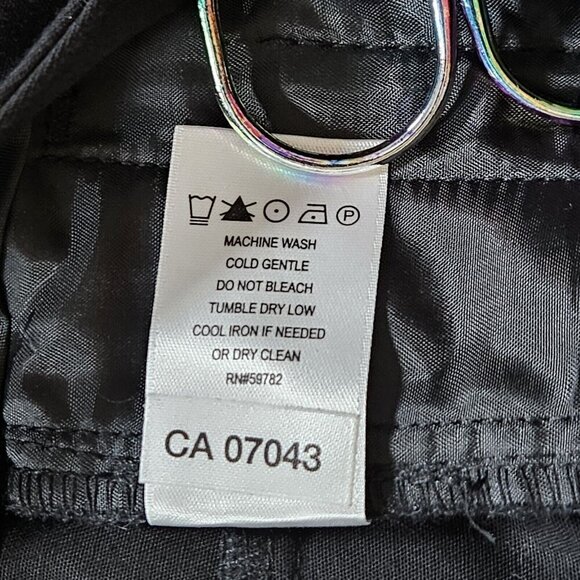 P
MACHINE WASH
COLD GENTLE
DO NOT BLEACH
TUMBLE DRY LOW
COOL IRON IF NEEDED
OR DRY CLEAN
RN#59782
CA 07043